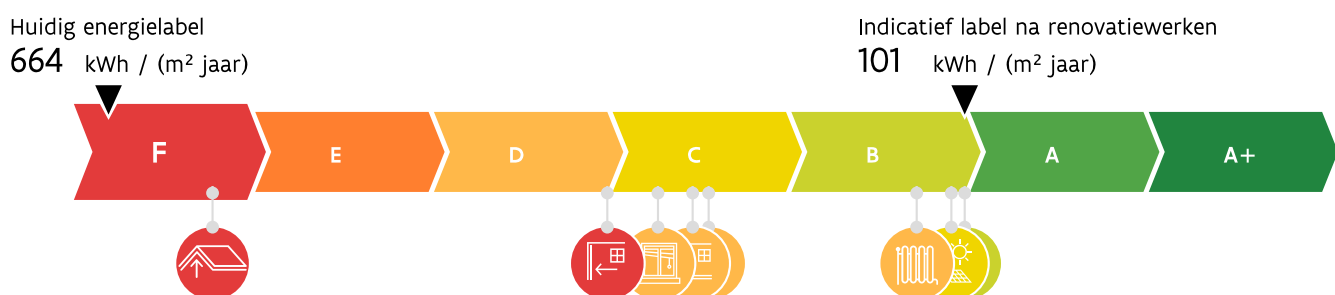 Huidig energielabel
664 kWh / (m² jaar)
Indicatief label na renovatiewerken
101 kWh / (m² jaar)
F E D C B A A+